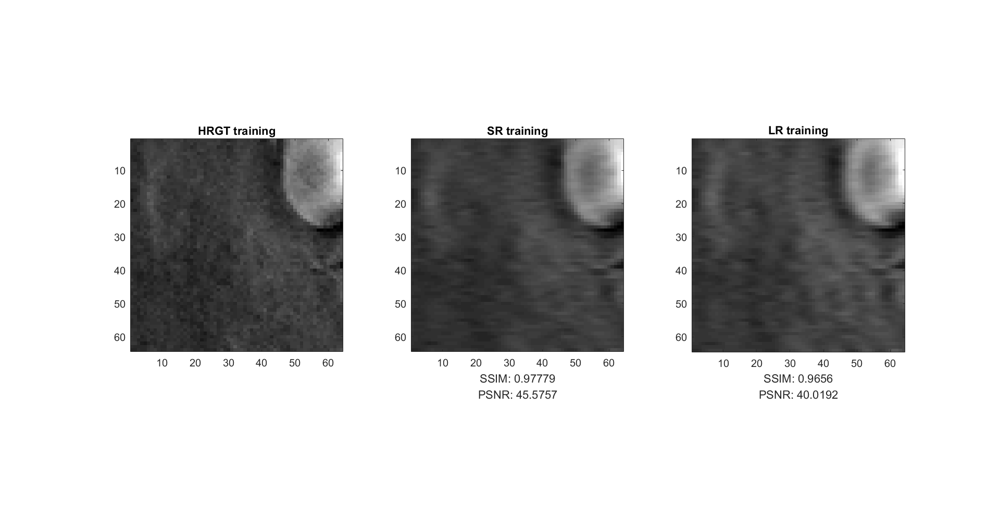 HRGT training
10
20
30
40
50
60
10 20 30 40 50 60
SR training
10
20
30
40
50
60
10 20 30 40 50 60
SSIM: 0.97779
PSNR: 45.5757
LR training
10
20
30
40
50
60
10 20 30 40 50 60
SSIM: 0.9656
PSNR: 40.0192